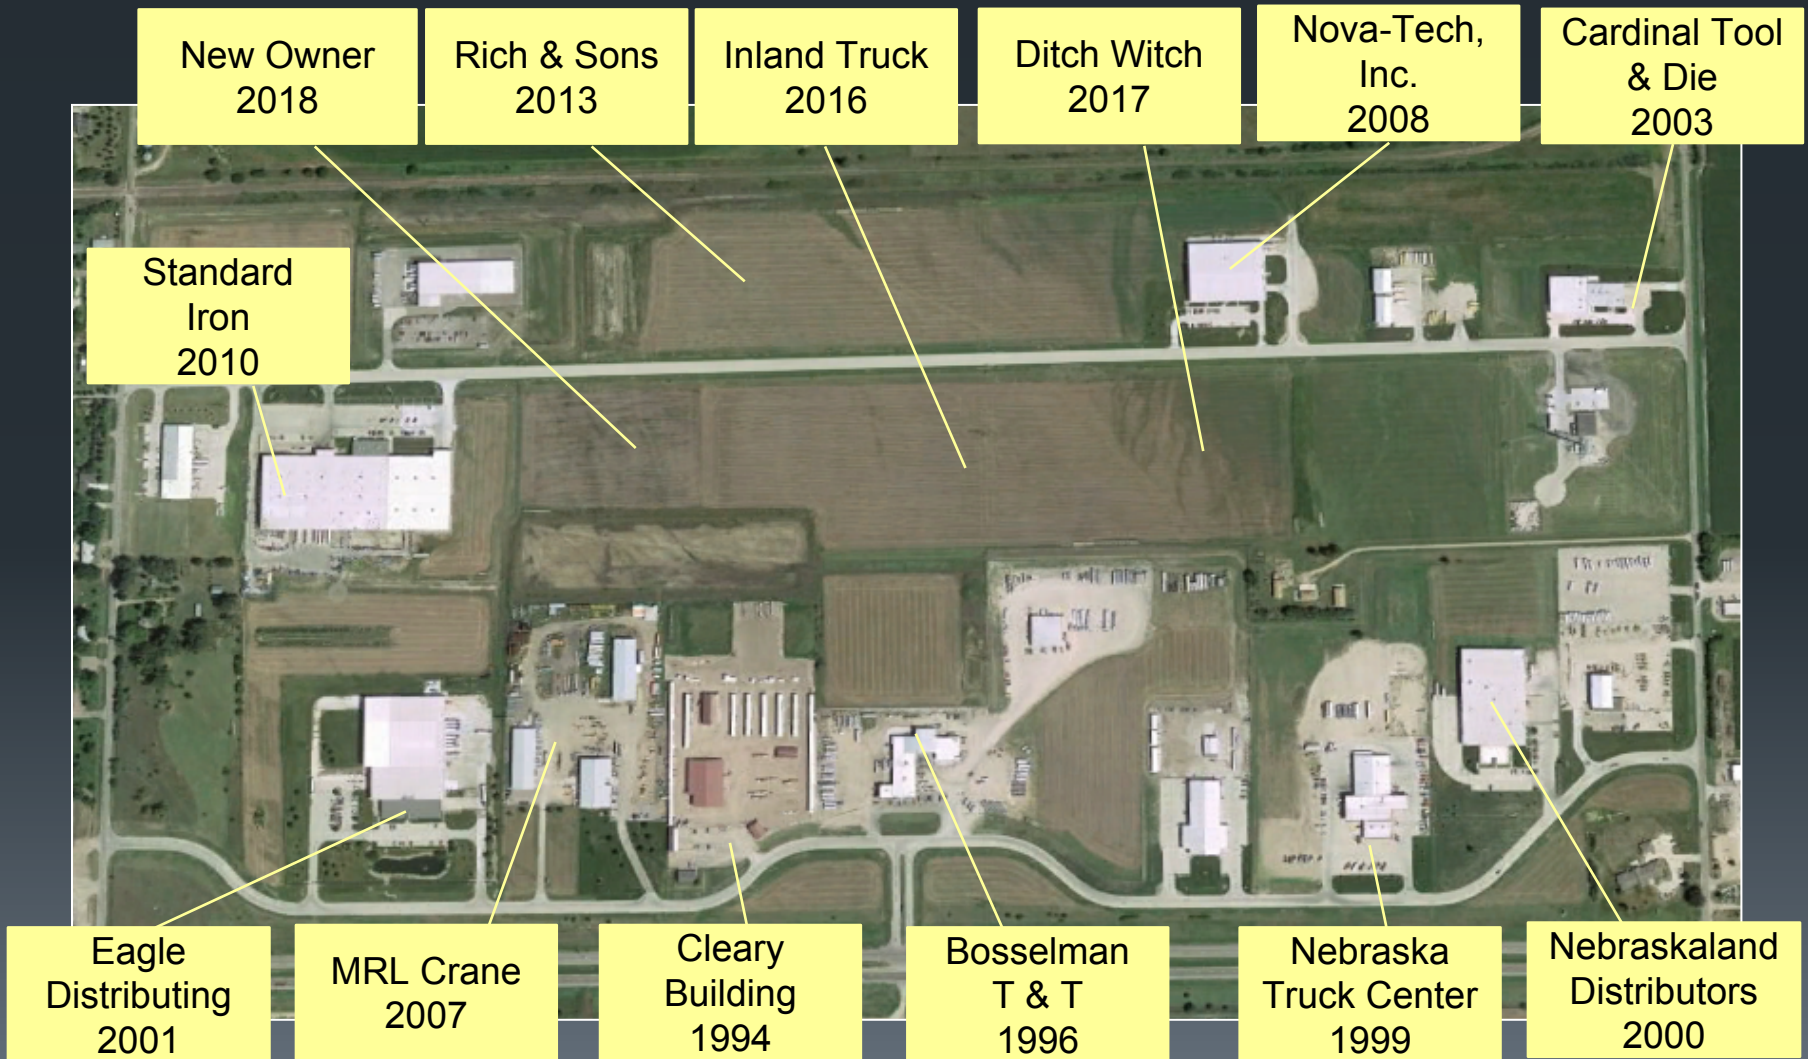 New Owner
2018
Rich & Sons
2013
Inland Truck
2016
Ditch Witch
2017
Nova-Tech,
Inc.
2008
Cardinal Tool
& Die
2003
Standard
Iron
2010
Eagle
Distributing
2001
MRL Crane
2007
Cleary
Building
1994
Bosselman
T & T
1996
Nebraska
Truck Center
1999
Nebraskaland
Distributors
2000